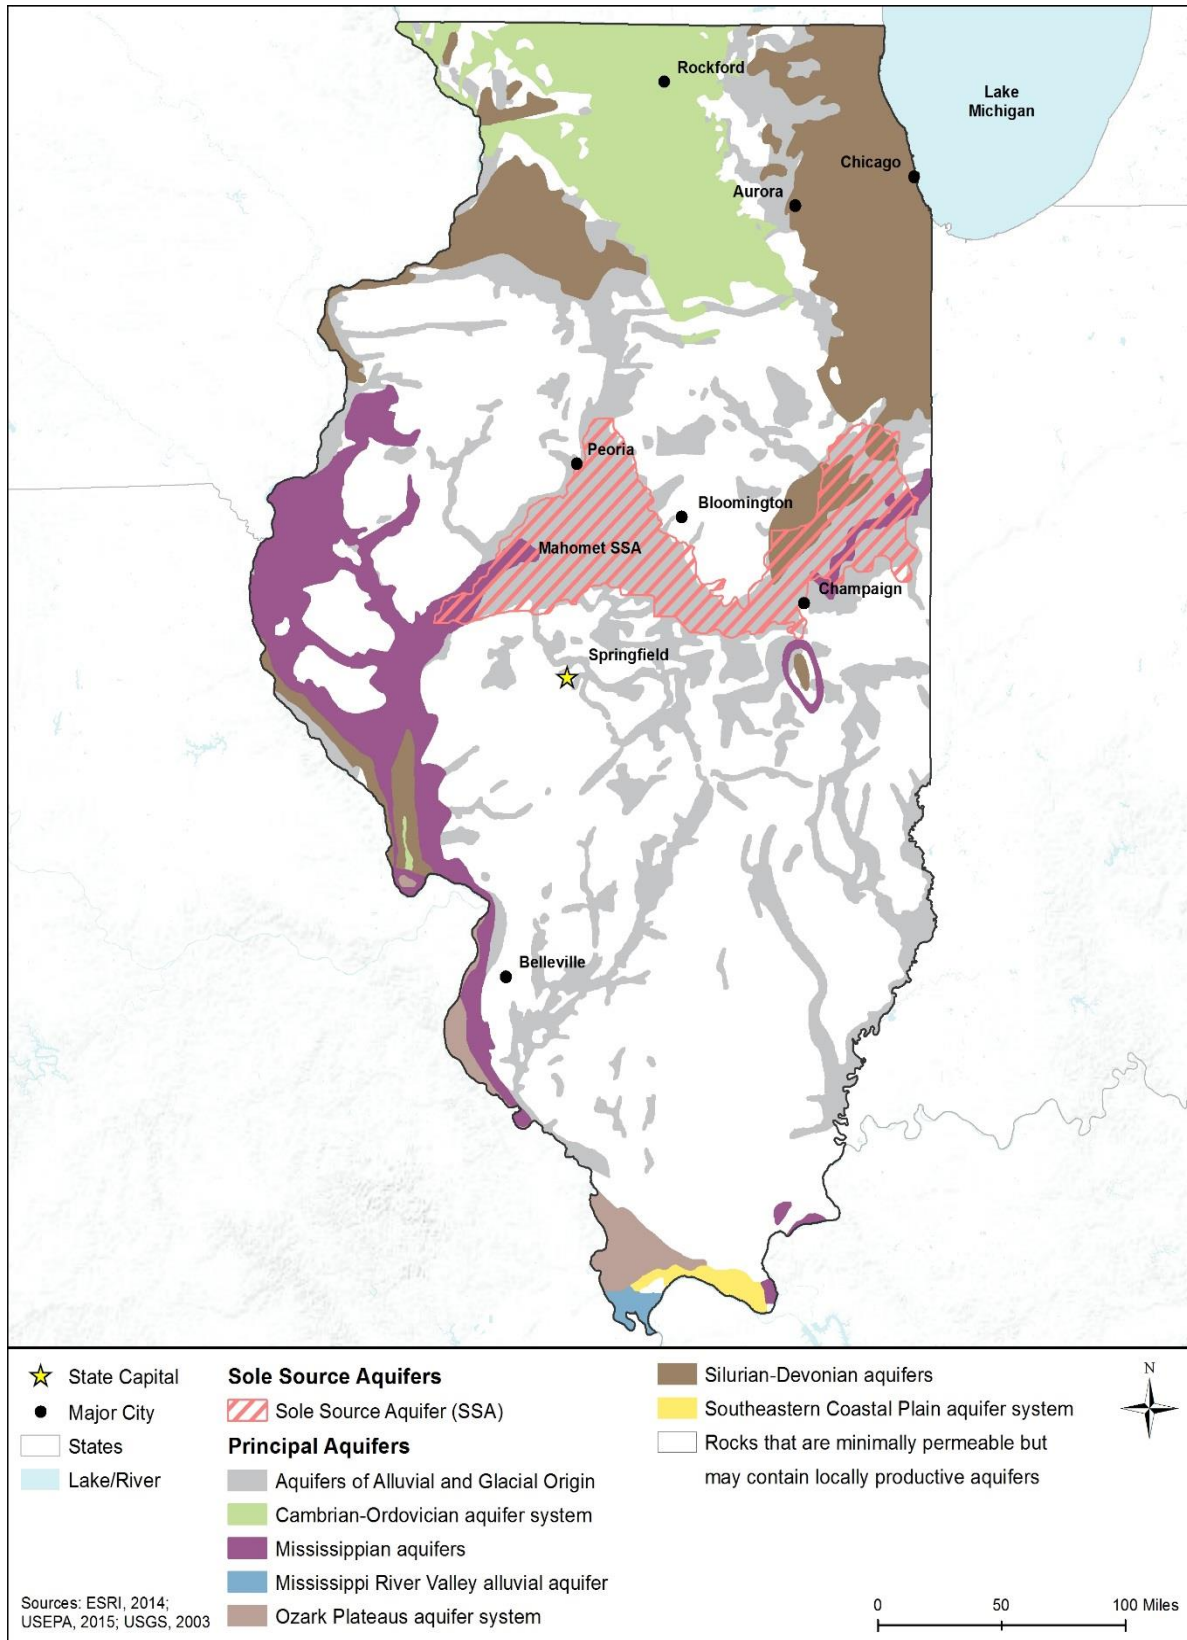 Rockford
Lake
Michigan
Chicago
Aurora
Peoria
Bloomington
Mahomet SSA
Champaign
Springfield
Belleville
State Capital
Major City
States
Lake/River
Sources: ESRI, 2014;
USEPA, 2015; USGS, 2003
Sole Source Aquifers
Sole Source Aquifer (SSA)
Principal Aquifers
Aquifers of Alluvial and Glacial Origin
Cambrian-Ordovician aquifer system
Mississippian aquifers
Mississippi River Valley alluvial aquifer
Ozark Plateaus aquifer system
Silurian-Devonian aquifers
Southeastern Coastal Plain aquifer system
Rocks that are minimally permeable but
may contain locally productive aquifers
N
0 50 100 Miles